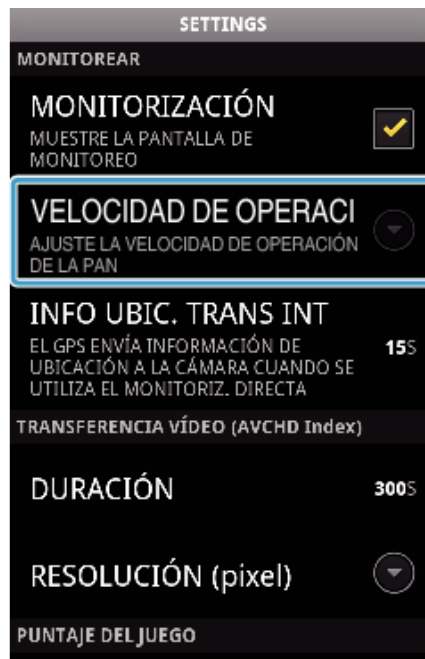 SETTINGS
MONITOREAR
MONITORIZACIÓN
MUESTRE LA PANTALLA DE
MONITOREO
VELOCIDAD DE OPERACI
AJUSTE LA VELOCIDAD DE OPERACIÓN
DE LA PAN
INFO UBIC. TRANS INT
EL GPS ENVÍA INFORMACIÓN DE
UBICACIÓN A LA CÁMARA CUANDO SE
UTILIZA EL MONITORIZ. DIRECTA
15S
TRANSFERENCIA VÍDEO (AVCHD Index)
DURACIÓN
300S
RESOLUCIÓN (pixel)
PUNTAJE DEL JUEGO